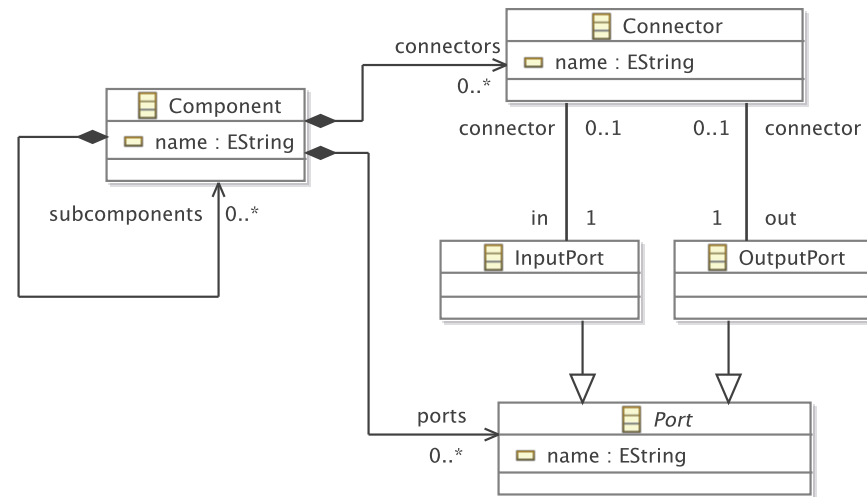 Connector
name : EString
connectors
0..*
Component
name : EString
connector
0..1
0..1
connector
subcomponents
0..*
in
1
1
out
InputPort
OutputPort
ports
0..*
Port
name : EString